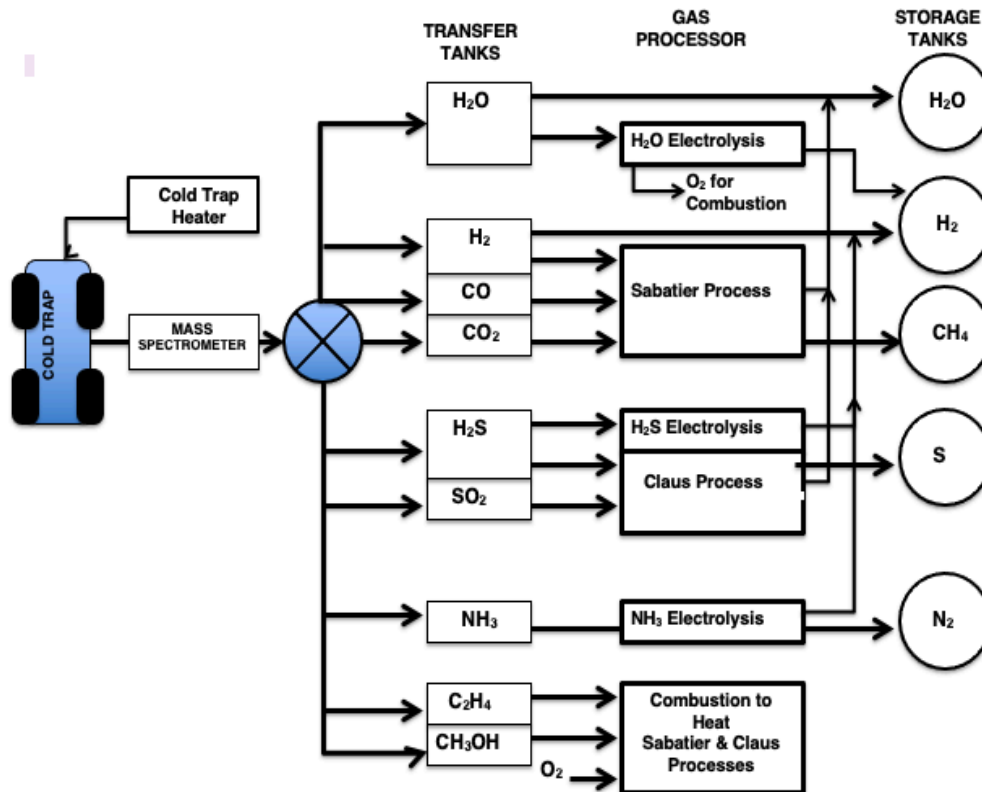 TRANSFER
TANKS
GAS
PROCESSOR
STORAGE
TANKS
H₂O
H₂O
H₂O Electrolysis
O₂ for
Combustion
Cold Trap
Heater
H₂
H₂
CO
Sabatier Process
CO₂
CH₄
COLD TRAP
MASS
SPECTROMETER
H₂S
H₂S Electrolysis
S
Claus Process
SO₂
NH₃
NH₃ Electrolysis
N₂
C₂H₄
CH₃OH
O₂
Combustion to
Heat
Sabatier & Claus
Processes